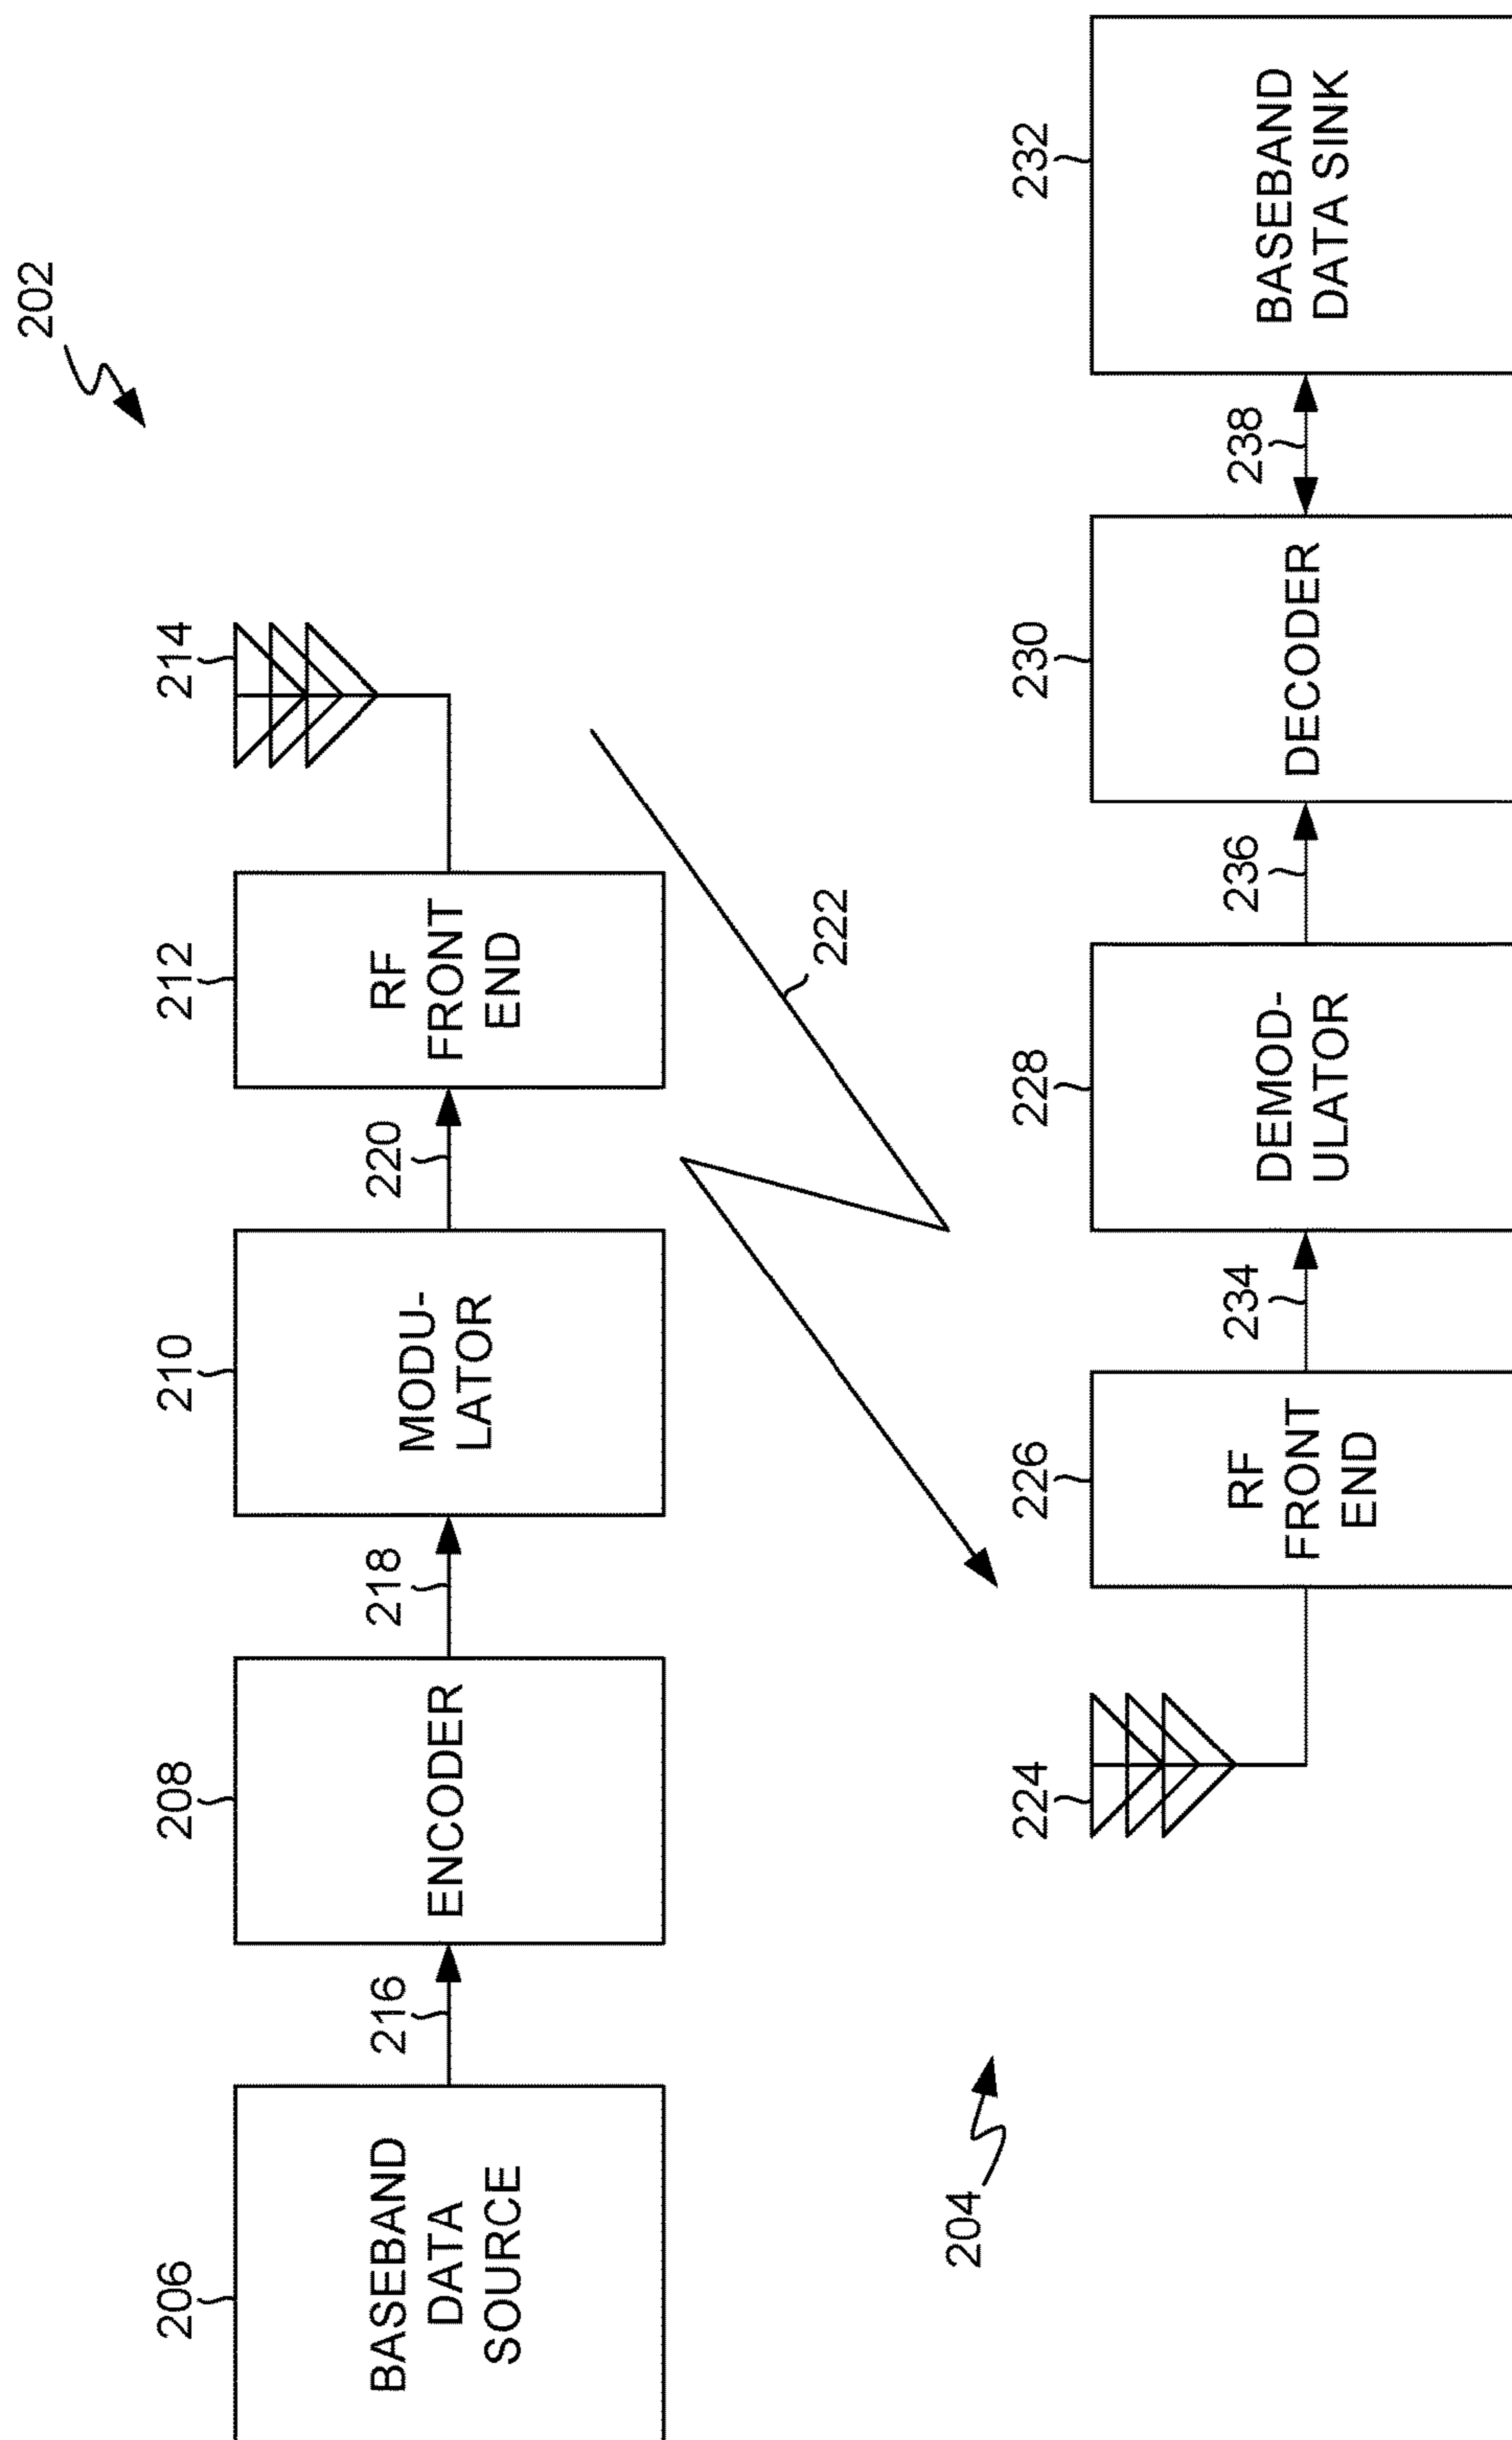 202
206
208
210
212
214
BASEBAND
DATA
SOURCE
216
ENCODER
218
MODU-
LATOR
220
RF
FRONT
END
222
204
224
226
228
230
232
RF
FRONT
END
234
DEMOD-
ULATOR
236
DECODER
238
BASEBAND
DATA SINK